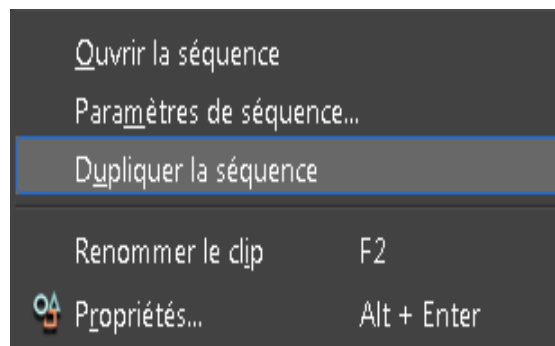 Ouvrir la séquence
Paramètres de séquence...
Dupliquer la séquence
Renommer le clip F2
Propriétés... Alt + Enter